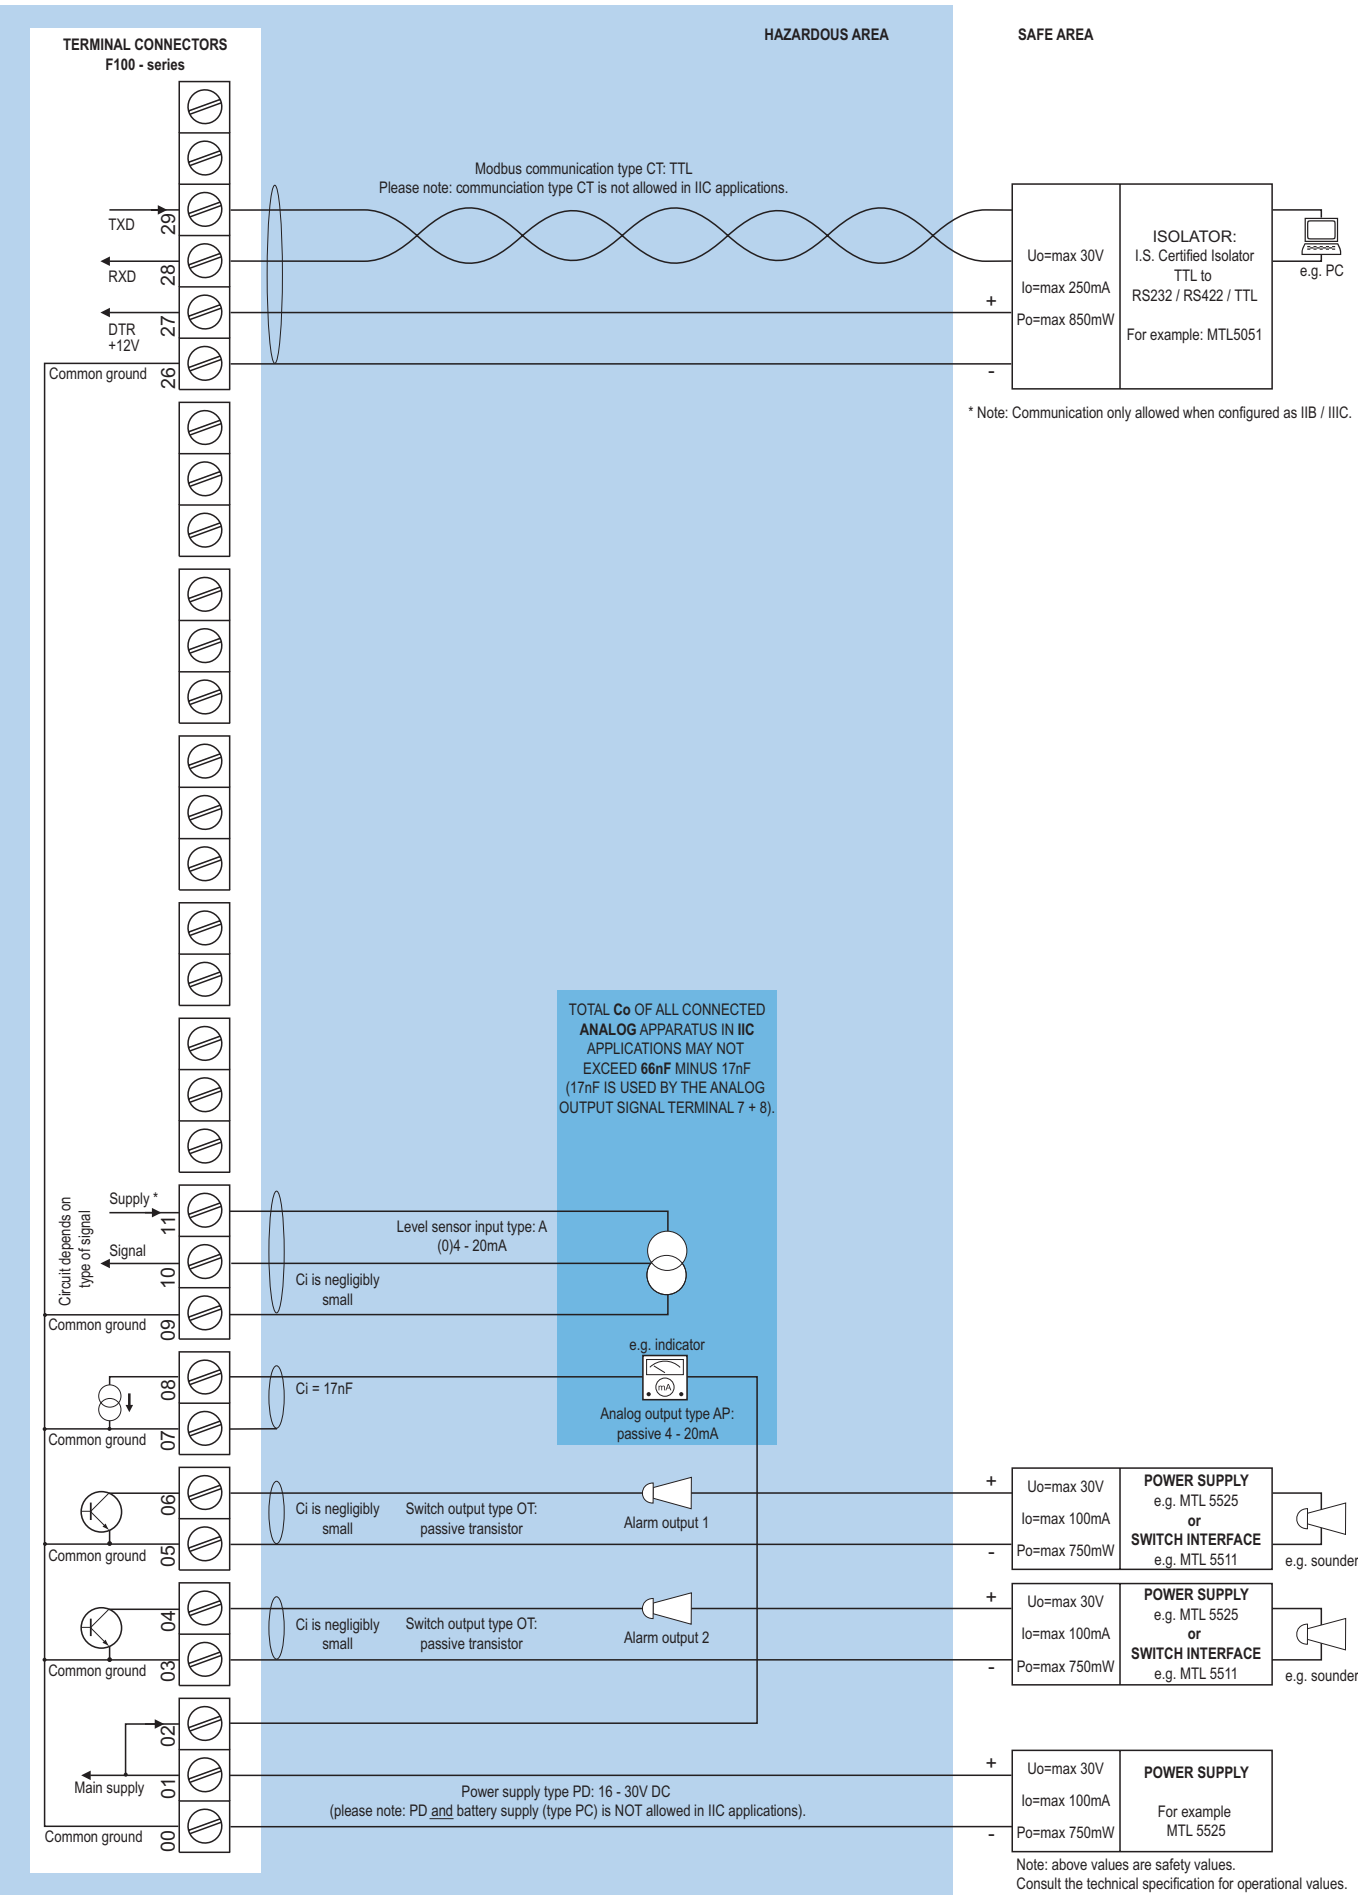 HAZARDOUS AREA
SAFE AREA
TERMINAL CONNECTORS
F100 - series
Modbus communication type CT: TTL
Please note: communciation type CT is not allowed in IIC applications.
TXD
29
RXD
28
DTR
+12V
27
Common ground
26
+
-
Uo=max 30V
Io=max 250mA
Po=max 850mW
ISOLATOR:
I.S. Certified Isolator
TTL to
RS232 / RS422 / TTL
For example: MTL5051
e.g. PC
* Note: Communication only allowed when configured as IIB / IIIC.
TOTAL Co OF ALL CONNECTED
ANALOG APPARATUS IN IIC
APPLICATIONS MAY NOT
EXCEED 66nF MINUS 17nF
(17nF IS USED BY THE ANALOG
OUTPUT SIGNAL TERMINAL 7 + 8).
Circuit depends on
type of signal
Supply *
11
Signal
10
Common ground
09
Level sensor input type: A
(0)4 - 20mA
Ci is negligibly
small
e.g. indicator
mA
08
Ci = 17nF
Analog output type AP:
passive 4 - 20mA
Common ground
07
06
Ci is negligibly
small
Switch output type OT:
passive transistor
Alarm output 1
Common ground
05
+
-
Uo=max 30V
Io=max 100mA
Po=max 750mW
POWER SUPPLY
e.g. MTL 5525
or
SWITCH INTERFACE
e.g. MTL 5511
e.g. sounder
04
Ci is negligibly
small
Switch output type OT:
passive transistor
Alarm output 2
Common ground
03
+
-
Uo=max 30V
Io=max 100mA
Po=max 750mW
POWER SUPPLY
e.g. MTL 5525
or
SWITCH INTERFACE
e.g. MTL 5511
e.g. sounder
02
Main supply
01
Power supply type PD: 16 - 30V DC
(please note: PD and battery supply (type PC) is NOT allowed in IIC applications).
Common ground
00
+
-
Uo=max 30V
Io=max 100mA
Po=max 750mW
POWER SUPPLY
For example
MTL 5525
Note: above values are safety values.
Consult the technical specification for operational values.